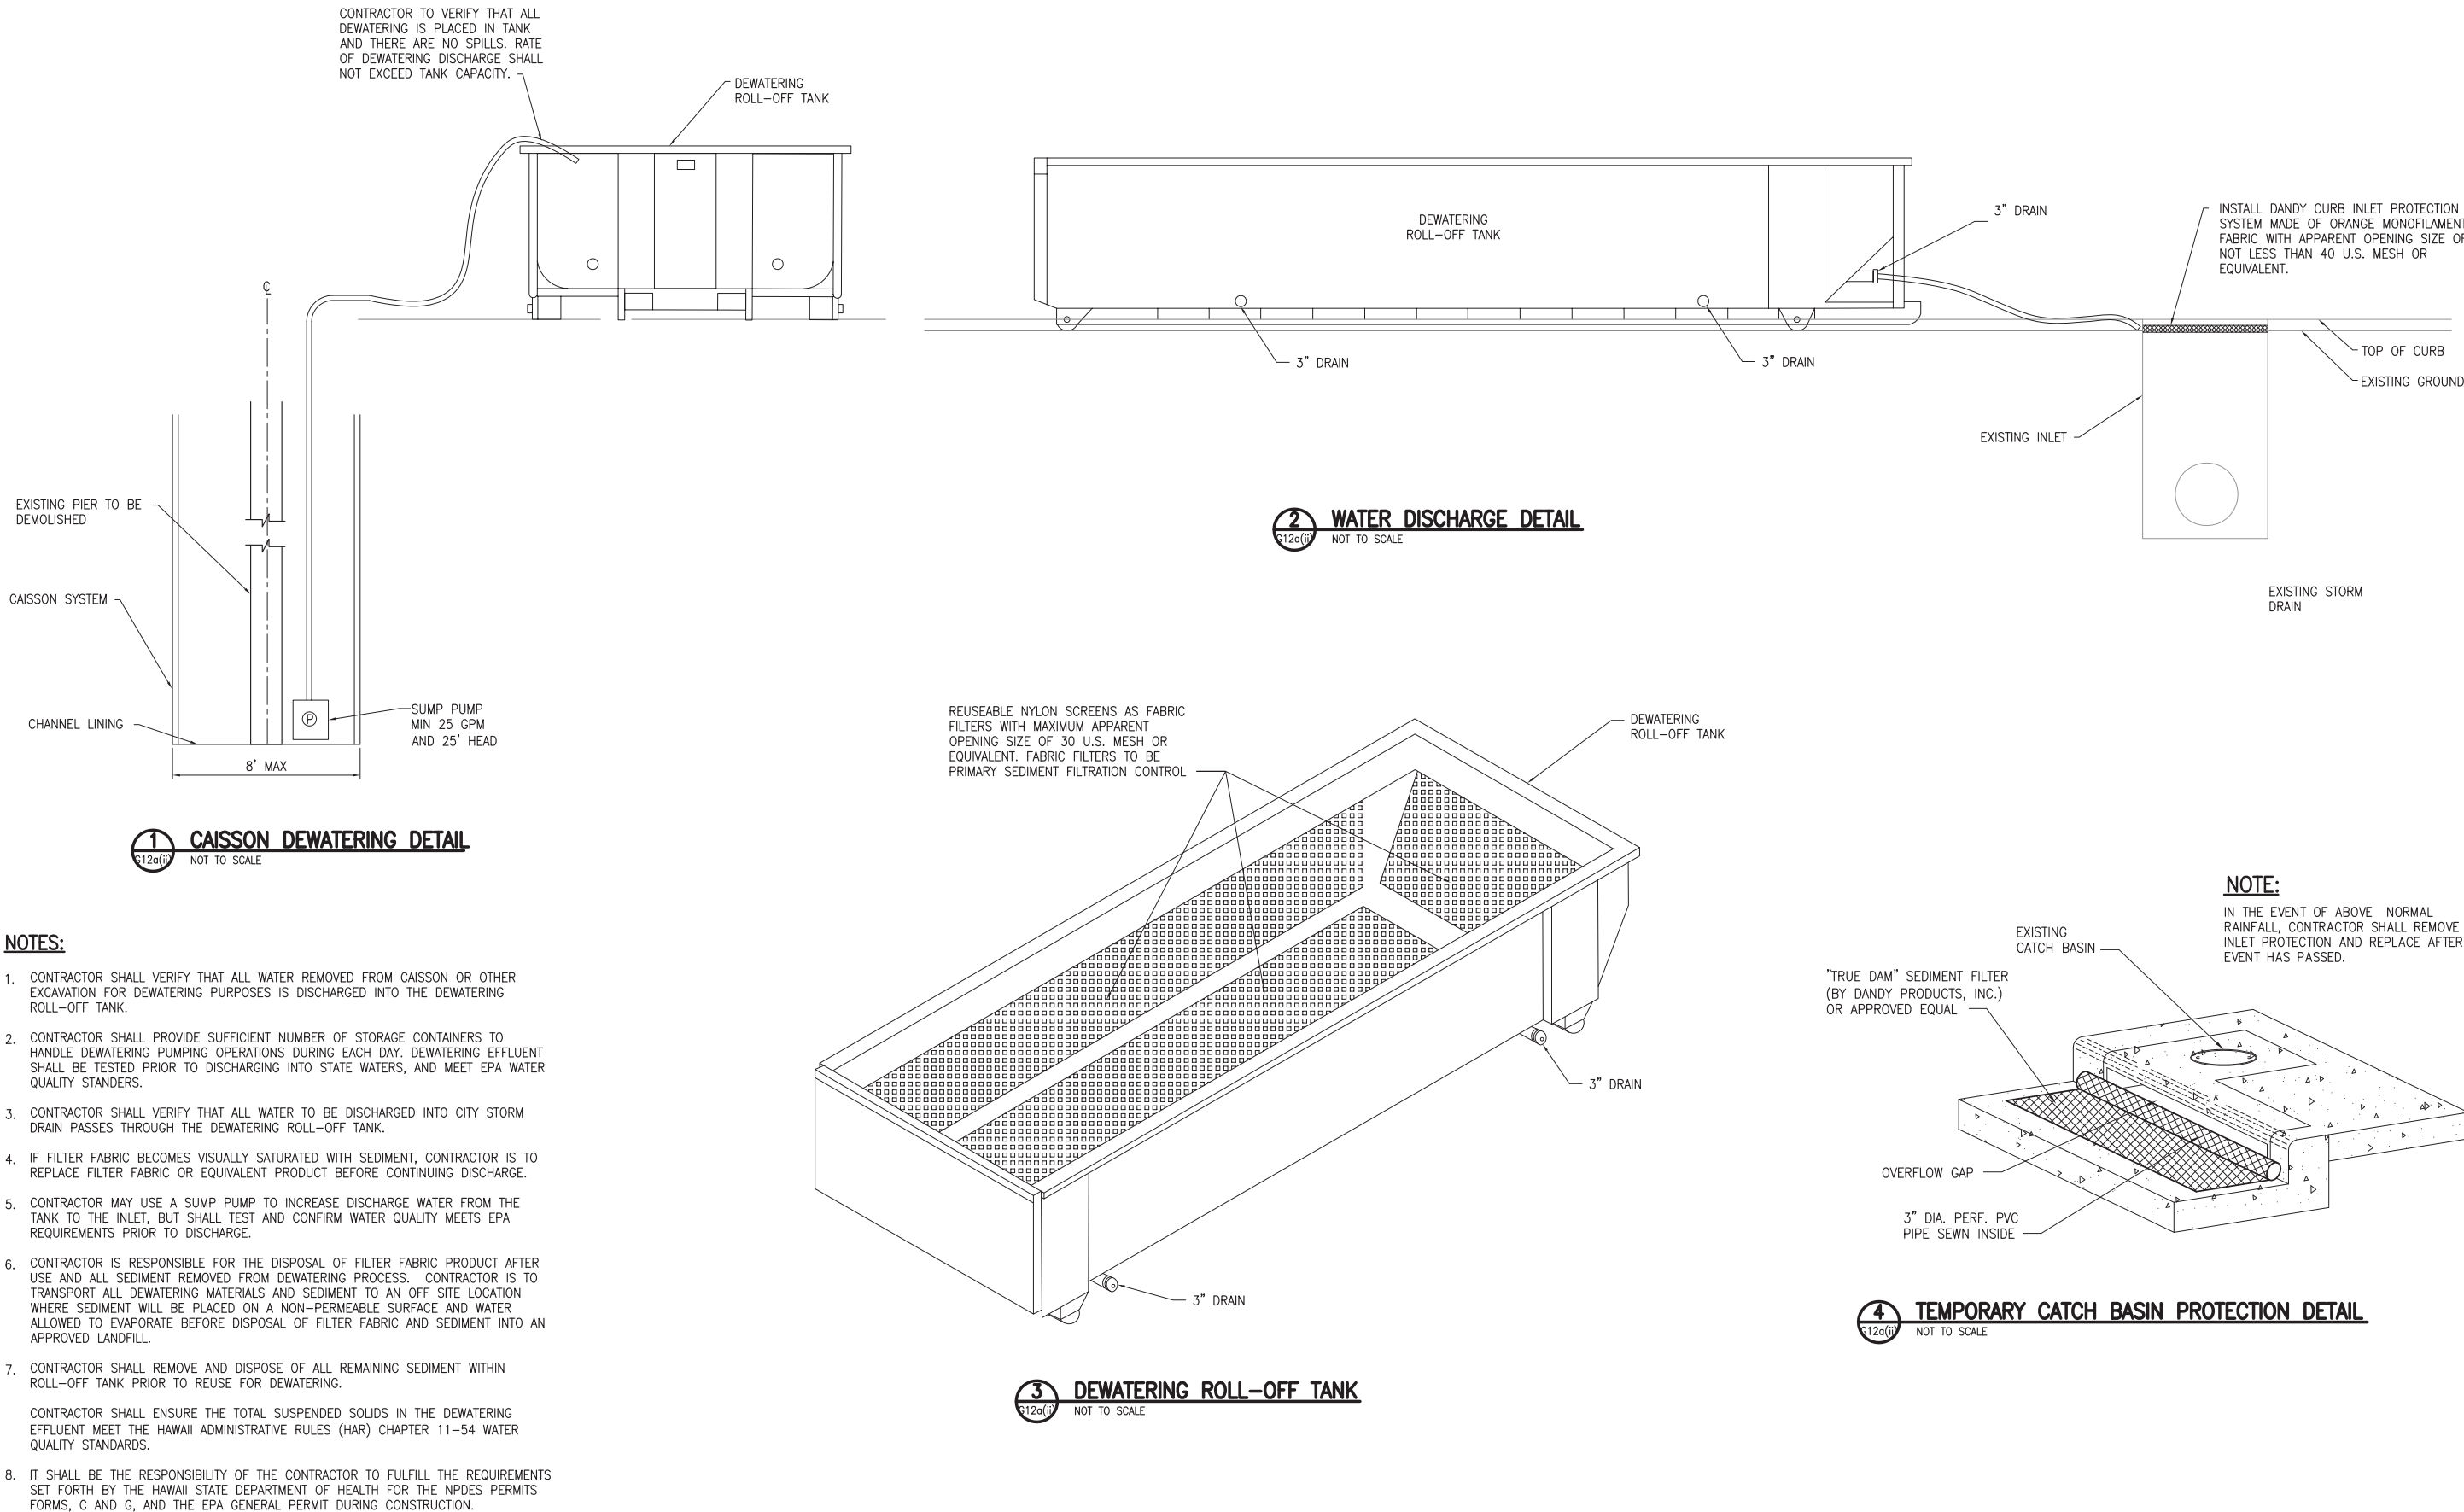 CONTRACTOR TO VERIFY THAT ALL
DEWATERING IS PLACED IN TANK
AND THERE ARE NO SPILLS. RATE
OF DEWATERING DISCHARGE SHALL
NOT EXCEED TANK CAPACITY.
DEWATERING
ROLL-OFF TANK
℄
EXISTING PIER TO BE
DEMOLISHED
CAISSON SYSTEM
CHANNEL LINING
P
SUMP PUMP
MIN 25 GPM
AND 25' HEAD
8' MAX
1
G12a(ii)
CAISSON DEWATERING DETAIL
NOT TO SCALE
DEWATERING
ROLL-OFF TANK
3" DRAIN
3" DRAIN
3" DRAIN
INSTALL DANDY CURB INLET PROTECTION
SYSTEM MADE OF ORANGE MONOFILAMENT
FABRIC WITH APPARENT OPENING SIZE OF
NOT LESS THAN 40 U.S. MESH OR
EQUIVALENT.
TOP OF CURB
EXISTING GROUND
EXISTING INLET
EXISTING STORM
DRAIN
2
G12a(ii)
WATER DISCHARGE DETAIL
NOT TO SCALE
REUSEABLE NYLON SCREENS AS FABRIC
FILTERS WITH MAXIMUM APPARENT
OPENING SIZE OF 30 U.S. MESH OR
EQUIVALENT. FABRIC FILTERS TO BE
PRIMARY SEDIMENT FILTRATION CONTROL
DEWATERING
ROLL-OFF TANK
3" DRAIN
3" DRAIN
3
G12a(ii)
DEWATERING ROLL-OFF TANK
NOT TO SCALE
NOTE:
IN THE EVENT OF ABOVE NORMAL
RAINFALL, CONTRACTOR SHALL REMOVE
INLET PROTECTION AND REPLACE AFTER
EVENT HAS PASSED.
EXISTING
CATCH BASIN
"TRUE DAM" SEDIMENT FILTER
(BY DANDY PRODUCTS, INC.)
OR APPROVED EQUAL
OVERFLOW GAP
3" DIA. PERF. PVC
PIPE SEWN INSIDE
4
G12a(ii)
TEMPORARY CATCH BASIN PROTECTION DETAIL
NOT TO SCALE
NOTES:
1. CONTRACTOR SHALL VERIFY THAT ALL WATER REMOVED FROM CAISSON OR OTHER
EXCAVATION FOR DEWATERING PURPOSES IS DISCHARGED INTO THE DEWATERING
ROLL-OFF TANK.
2. CONTRACTOR SHALL PROVIDE SUFFICIENT NUMBER OF STORAGE CONTAINERS TO
HANDLE DEWATERING PUMPING OPERATIONS DURING EACH DAY. DEWATERING EFFLUENT
SHALL BE TESTED PRIOR TO DISCHARGING INTO STATE WATERS, AND MEET EPA WATER
QUALITY STANDERS.
3. CONTRACTOR SHALL VERIFY THAT ALL WATER TO BE DISCHARGED INTO CITY STORM
DRAIN PASSES THROUGH THE DEWATERING ROLL-OFF TANK.
4. IF FILTER FABRIC BECOMES VISUALLY SATURATED WITH SEDIMENT, CONTRACTOR IS TO
REPLACE FILTER FABRIC OR EQUIVALENT PRODUCT BEFORE CONTINUING DISCHARGE.
5. CONTRACTOR MAY USE A SUMP PUMP TO INCREASE DISCHARGE WATER FROM THE
TANK TO THE INLET, BUT SHALL TEST AND CONFIRM WATER QUALITY MEETS EPA
REQUIREMENTS PRIOR TO DISCHARGE.
6. CONTRACTOR IS RESPONSIBLE FOR THE DISPOSAL OF FILTER FABRIC PRODUCT AFTER
USE AND ALL SEDIMENT REMOVED FROM DEWATERING PROCESS. CONTRACTOR IS TO
TRANSPORT ALL DEWATERING MATERIALS AND SEDIMENT TO AN OFF SITE LOCATION
WHERE SEDIMENT WILL BE PLACED ON A NON-PERMEABLE SURFACE AND WATER
ALLOWED TO EVAPORATE BEFORE DISPOSAL OF FILTER FABRIC AND SEDIMENT INTO AN
APPROVED LANDFILL.
7. CONTRACTOR SHALL REMOVE AND DISPOSE OF ALL REMAINING SEDIMENT WITHIN
ROLL-OFF TANK PRIOR TO REUSE FOR DEWATERING.
CONTRACTOR SHALL ENSURE THE TOTAL SUSPENDED SOLIDS IN THE DEWATERING
EFFLUENT MEET THE HAWAII ADMINISTRATIVE RULES (HAR) CHAPTER 11-54 WATER
QUALITY STANDARDS.
8. IT SHALL BE THE RESPONSIBILITY OF THE CONTRACTOR TO FULFILL THE REQUIREMENTS
SET FORTH BY THE HAWAII STATE DEPARTMENT OF HEALTH FOR THE NPDES PERMITS
FORMS, C AND G, AND THE EPA GENERAL PERMIT DURING CONSTRUCTION.